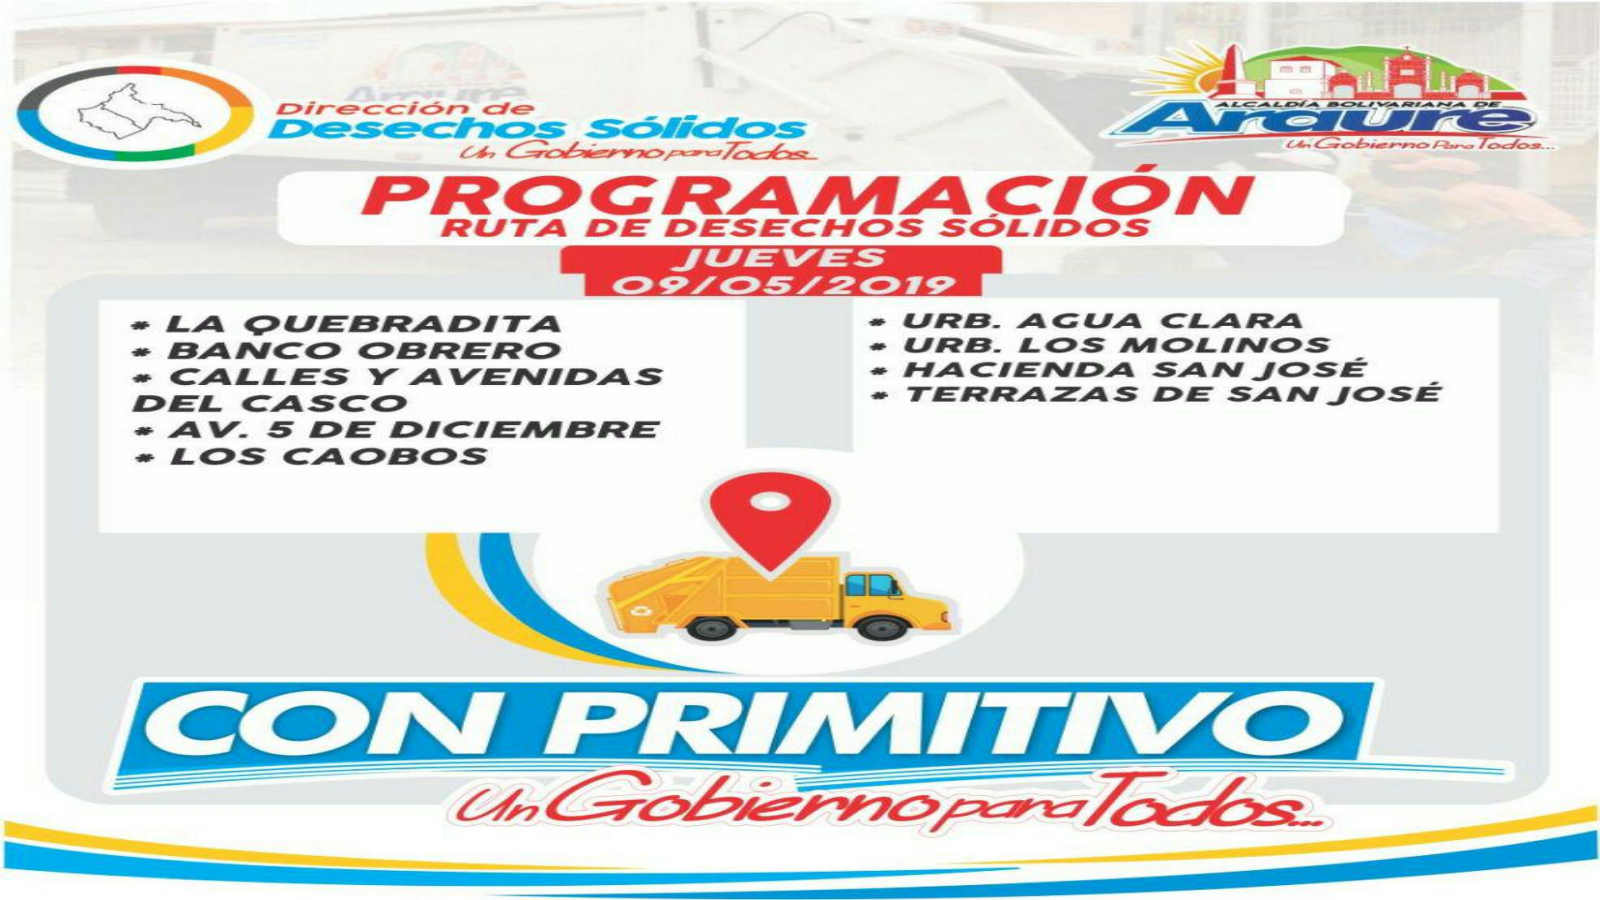 Dirección de
Desechos Sólidos
Un Gobierno para Todos...
ALCALDÍA BOLIVARIANA DE
Araure
Un Gobierno Para Todos...
PROGRAMACIÓN
RUTA DE DESECHOS SÓLIDOS
JUEVES
09/05/2019
* LA QUEBRADITA
* BANCO OBRERO
* CALLES Y AVENIDAS
DEL CASCO
* AV. 5 DE DICIEMBRE
* LOS CAOBOS
* URB. AGUA CLARA
* URB. LOS MOLINOS
* HACIENDA SAN JOSÉ
* TERRAZAS DE SAN JOSÉ
CON PRIMITIVO
Un Gobierno para Todos...